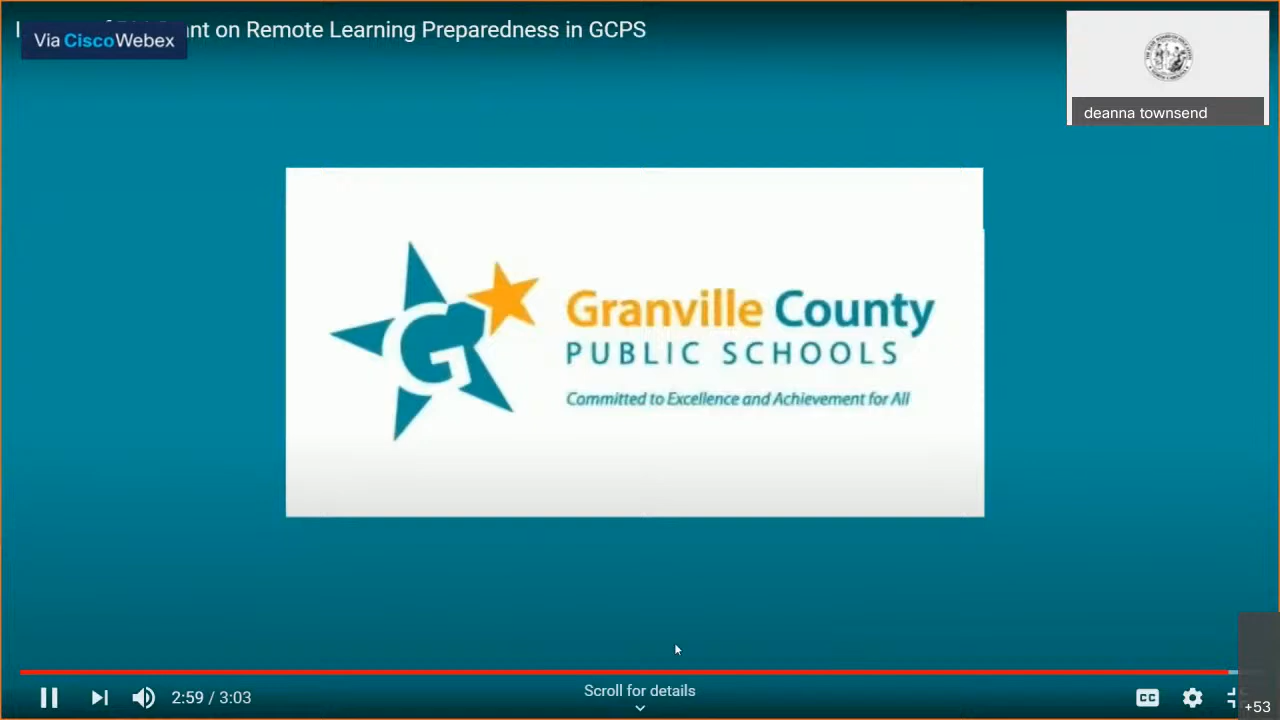 Via CiscoWebex
on Remote Learning Preparedness in GCPS
deanna townsend
Granville County
PUBLIC SCHOOLS
Committed to Excellence and Achievement for All
2:59 / 3:03
Scroll for details
CC
+53